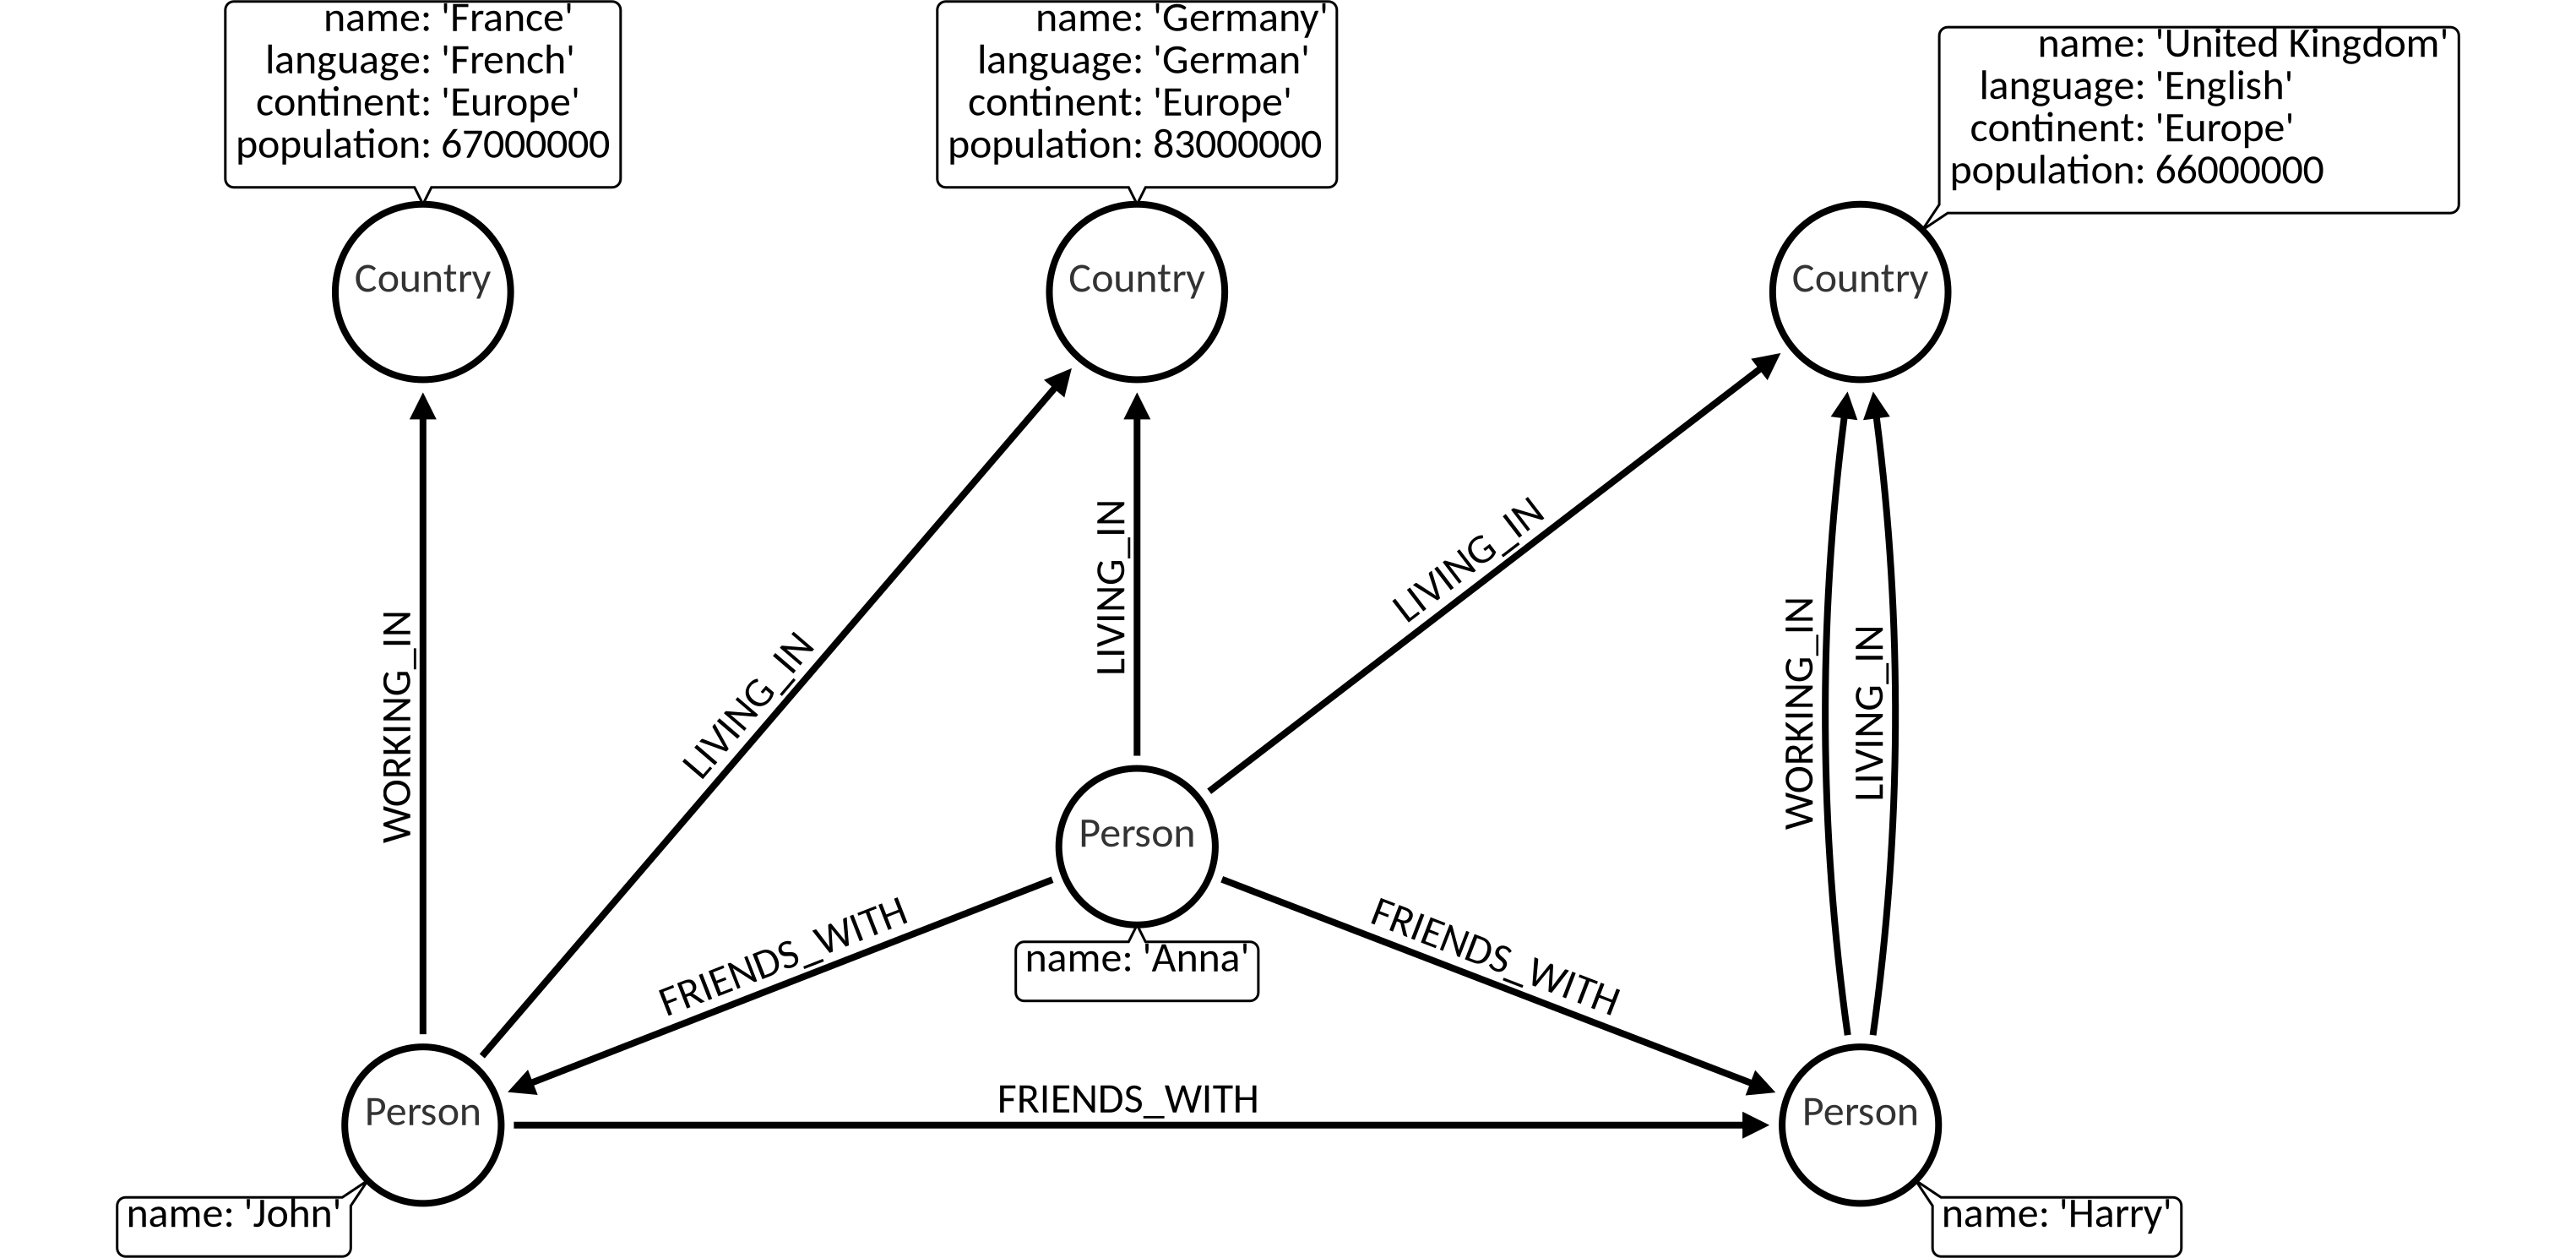 name: 'France'
language: 'French'
continent: 'Europe'
population: 67000000
name: 'Germany'
language: 'German'
continent: 'Europe'
population: 83000000
name: 'United Kingdom'
language: 'English'
continent: 'Europe'
population: 66000000
Country
Country
Country
WORKING_IN
LIVING_IN
LIVING_IN
LIVING_IN
WORKING_IN
LIVING_IN
Person
name: 'Anna'
FRIENDS_WITH
FRIENDS_WITH
FRIENDS_WITH
Person
Person
name: 'John'
name: 'Harry'